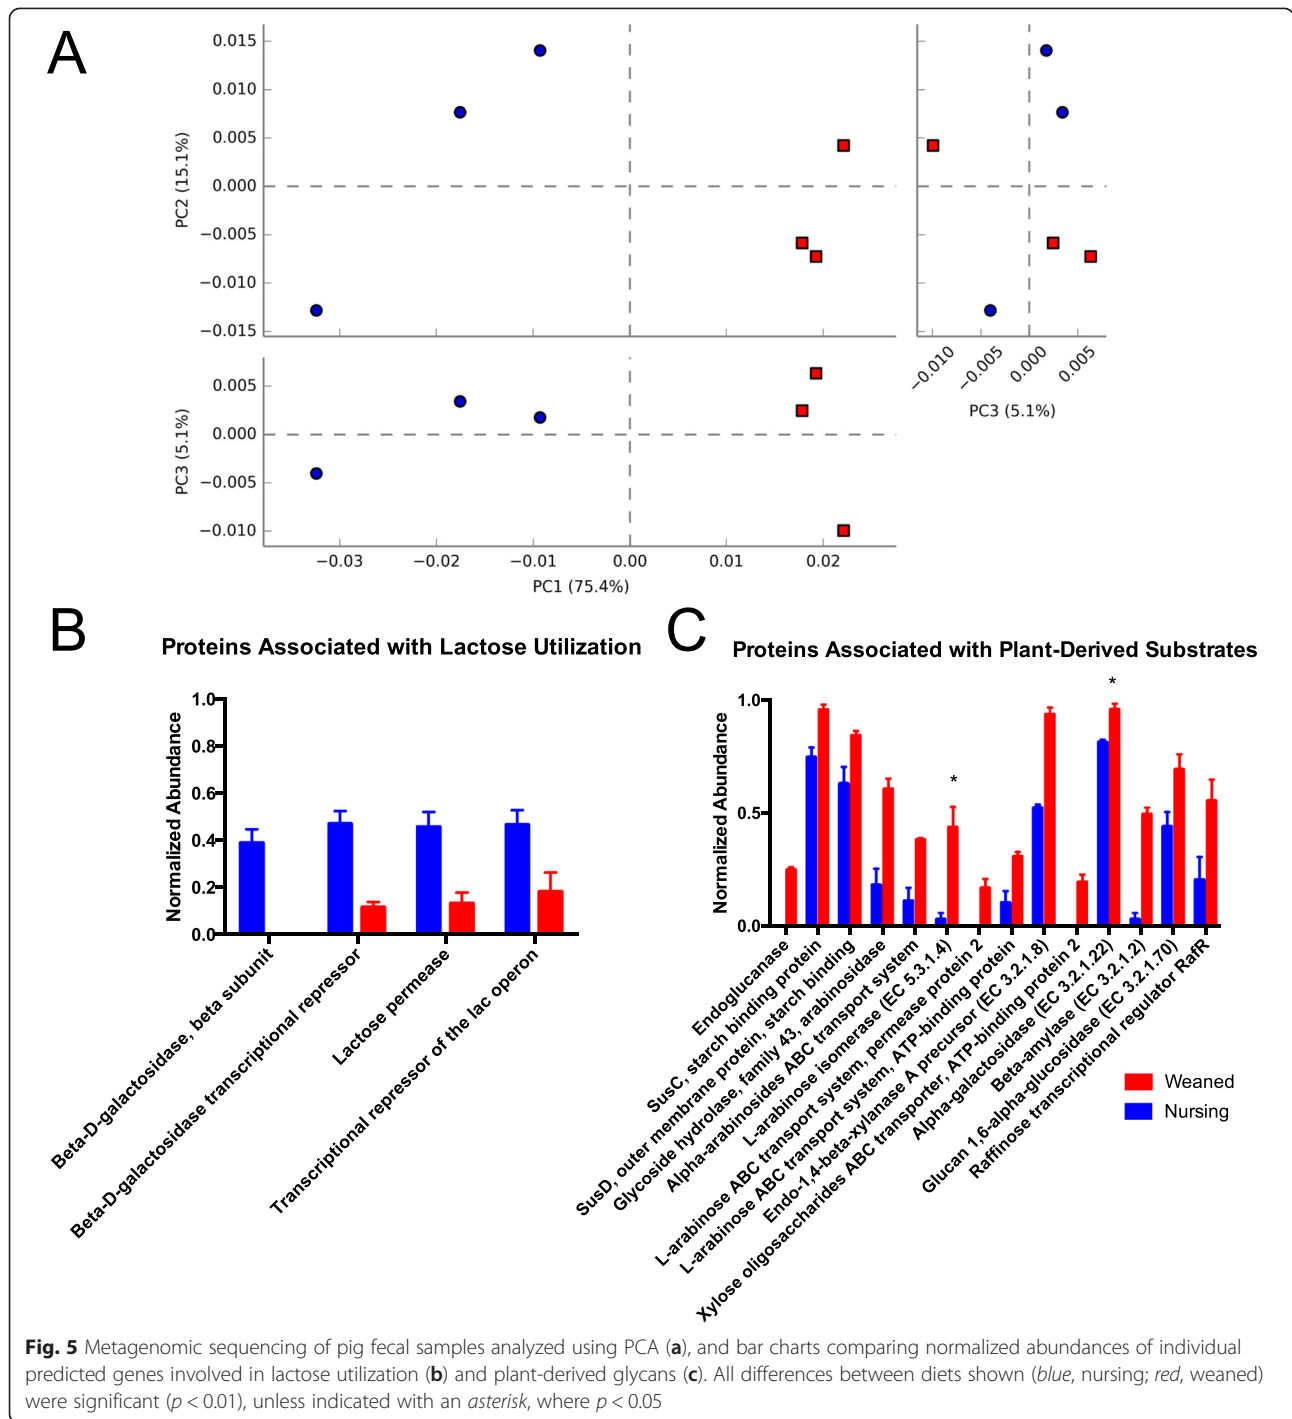 A
0.015
0.010
0.005
0.000
−0.005
−0.010
−0.015
PC2 (15.1%)
−0.010
−0.005
0.000
0.005
PC3 (5.1%)
0.005
0.000
−0.005
−0.010
PC3 (5.1%)
−0.03
−0.02
−0.01
0.00
0.01
0.02
PC1 (75.4%)
B
Proteins Associated with Lactose Utilization
1.0
0.8
0.6
0.4
0.2
0.0
Normalized Abundance
Beta-D-galactosidase, beta subunit
Beta-D-galactosidase transcriptional repressor
Lactose permease
Transcriptional repressor of the lac operon
C
Proteins Associated with Plant-Derived Substrates
1.0
0.5
0.0
Normalized Abundance
*
*
Endoglucanase
SusC, starch binding protein
SusD, outer membrane protein, starch binding
Glycoside hydrolase, family 43, arabinosidase
Alpha-arabinosides ABC transport system
L-arabinose isomerase (EC 5.3.1.4)
L-arabinose ABC transport system, permease protein 2
L-arabinose ABC transport system, ATP-binding protein
Endo-1,4-beta-xylanase A precursor (EC 3.2.1.8)
Xylose oligosaccharides ABC transporter, ATP-binding protein 2
Alpha-galactosidase (EC 3.2.1.22)
Beta-amylase (EC 3.2.1.2)
Glucan 1,6-alpha-glucosidase (EC 3.2.1.70)
Raffinose transcriptional regulator RafR
Weaned
Nursing
Fig. 5 Metagenomic sequencing of pig fecal samples analyzed using PCA (a), and bar charts comparing normalized abundances of individual
predicted genes involved in lactose utilization (b) and plant-derived glycans (c). All differences between diets shown (blue, nursing; red, weaned)
were significant (p < 0.01), unless indicated with an asterisk, where p < 0.05